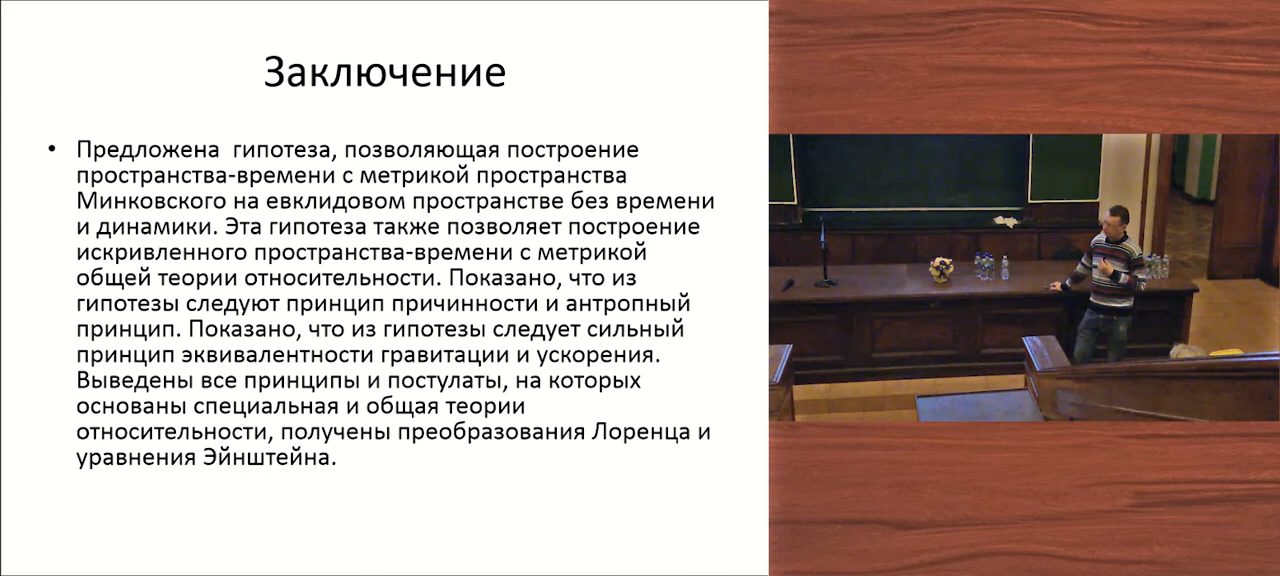 Заключение
• Предложена гипотеза, позволяющая построение
пространства-времени с метрикой пространства
Минковского на евклидовом пространстве без времени
и динамики. Эта гипотеза также позволяет построение
искривленного пространства-времени с метрикой
общей теории относительности. Показано, что из
гипотезы следуют принцип причинности и антропный
принцип. Показано, что из гипотезы следует сильный
принцип эквивалентности гравитации и ускорения.
Выведены все принципы и постулаты, на которых
основаны специальная и общая теории
относительности, получены преобразования Лоренца и
уравнения Эйнштейна.